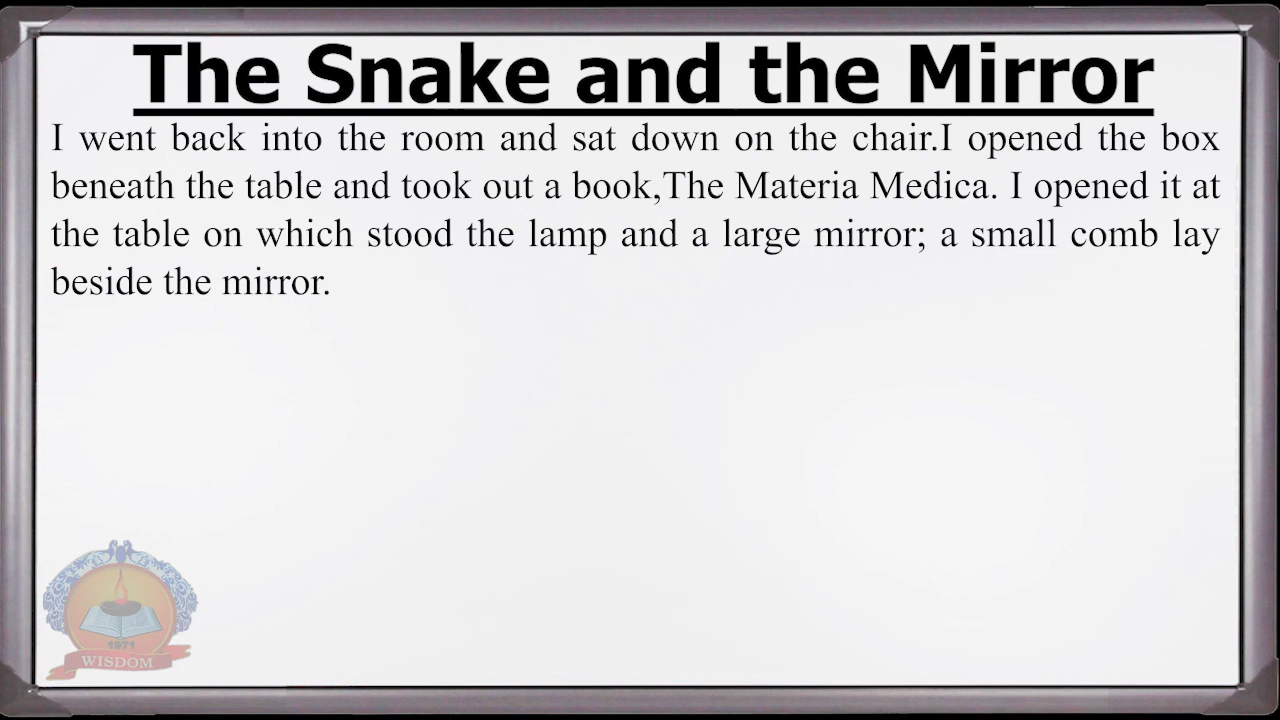 The Snake and the Mirror
I went back into the room and sat down on the chair.I opened the box
beneath the table and took out a book,The Materia Medica. I opened it at
the table on which stood the lamp and a large mirror; a small comb lay
beside the mirror.
1971
WISDOM